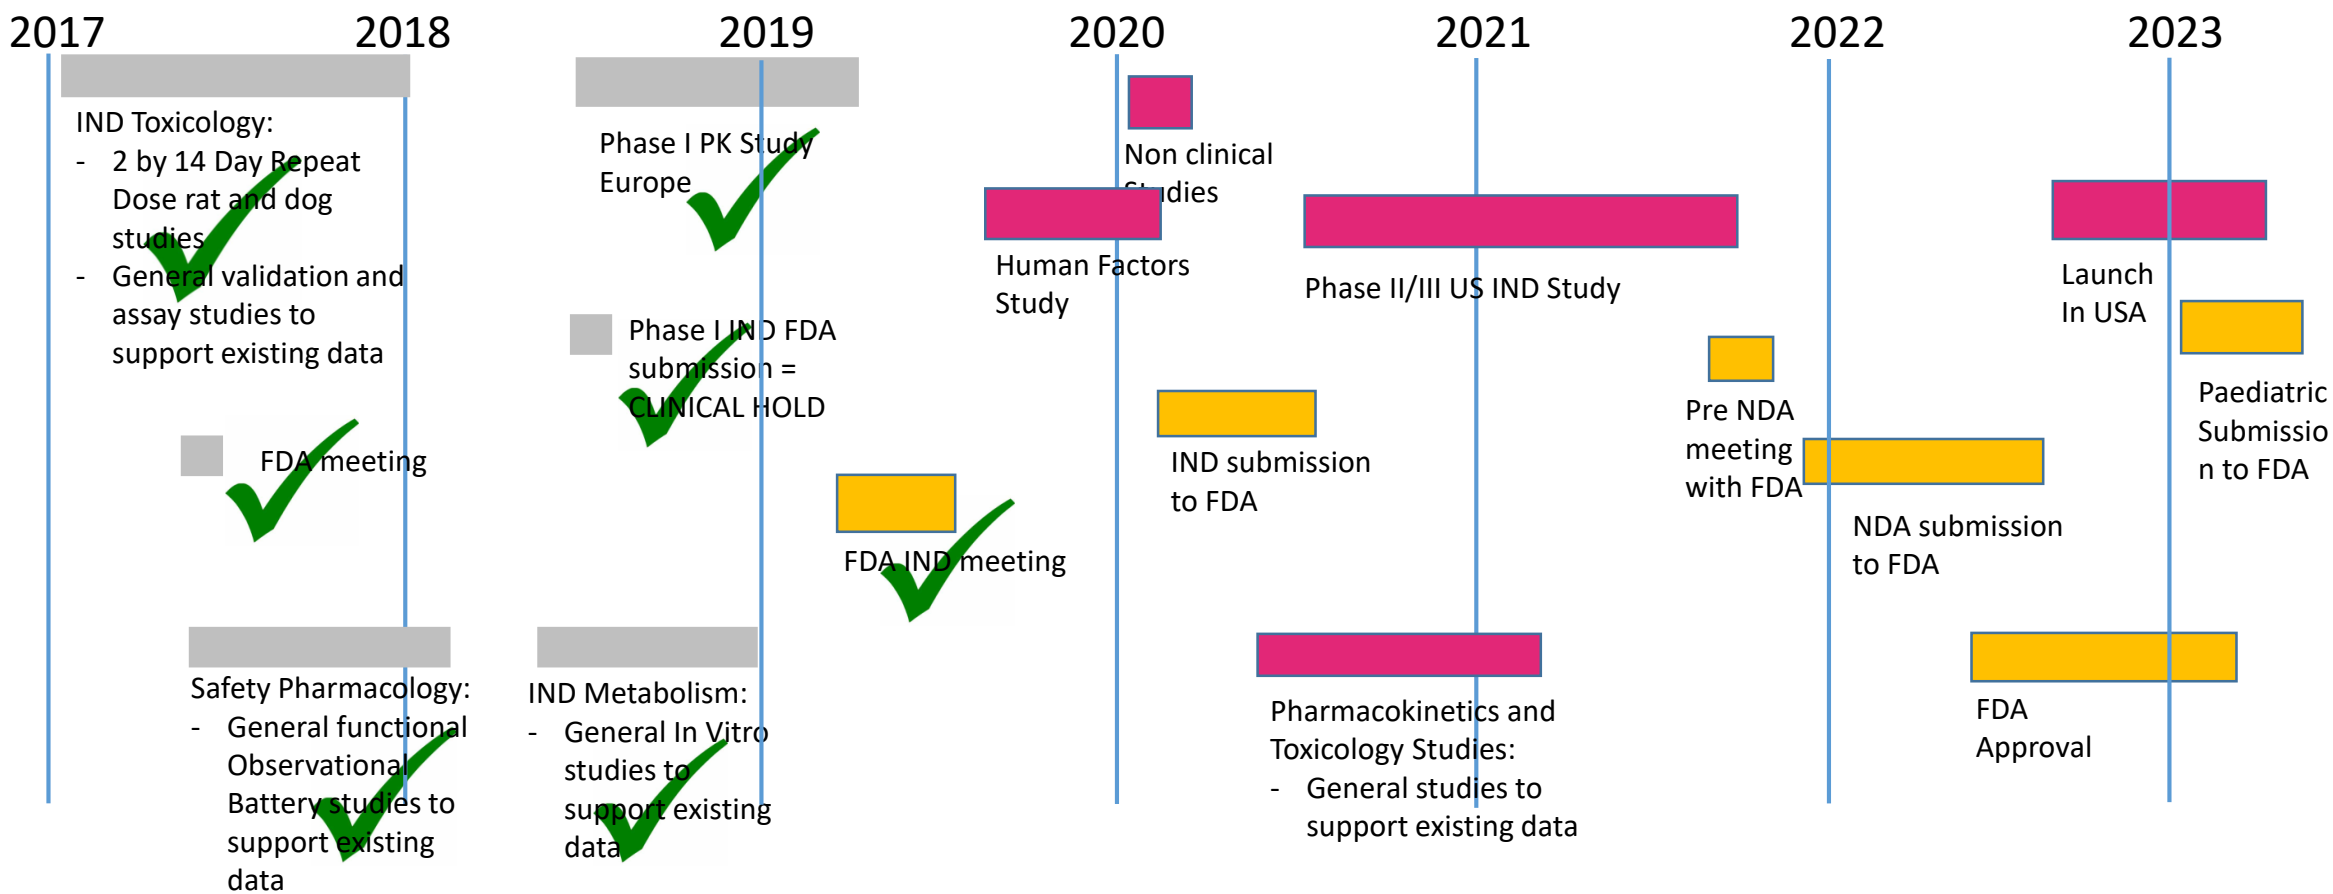 2017
2018
2019
2020
2021
2022
2023
IND Toxicology:
- 2 by 14 Day Repeat
Dose rat and dog
studies
- General validation and
assay studies to
support existing data
FDA meeting
Safety Pharmacology:
- General functional
Observational
Battery studies to
support existing
data
Phase I PK Study
Europe
Phase I IND FDA
submission =
CLINICAL HOLD
IND Metabolism:
- General In Vitro
studies to
support existing
data
FDA IND meeting
Non clinical
Studies
Human Factors
Study
IND submission
to FDA
Phase II/III US IND Study
Pharmacokinetics and
Toxicology Studies:
- General studies to
support existing data
Pre NDA
meeting
with FDA
NDA submission
to FDA
FDA
Approval
Launch
In USA
Paediatric
Submissio
n to FDA